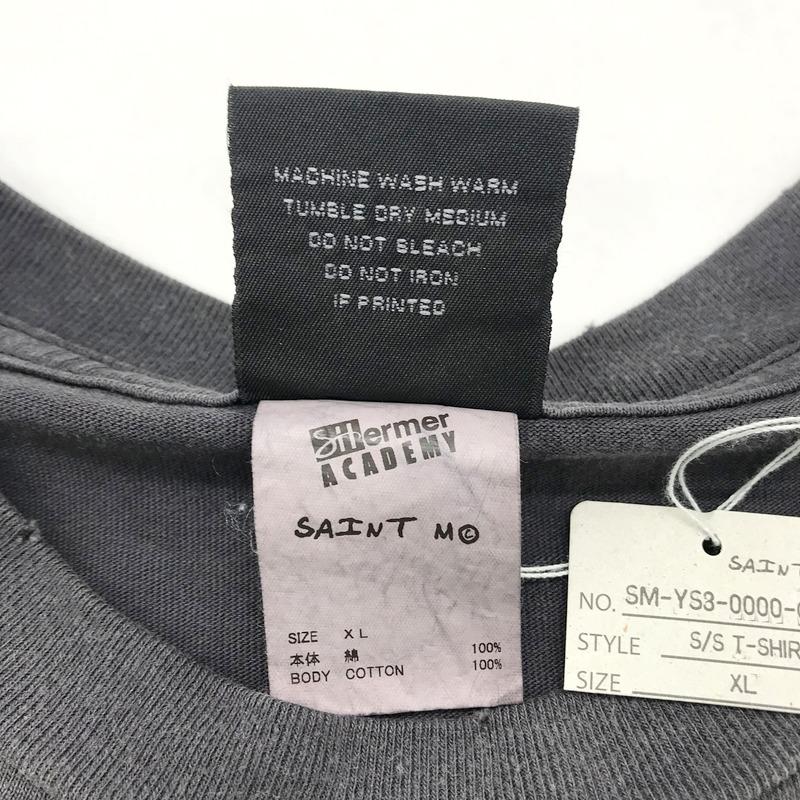 MACHINE WASH WARM
TUMBLE DRY MEDIUM
DO NOT BLEACH
DO NOT IRON
IF PRINTED
SHermer
ACADEMY
SAINT M©
SIZE XL
本体 綿 100%
BODY COTTON 100%
SAINT
NO. SM-YS3-0000-
STYLE S/S T-SHIR
SIZE XL